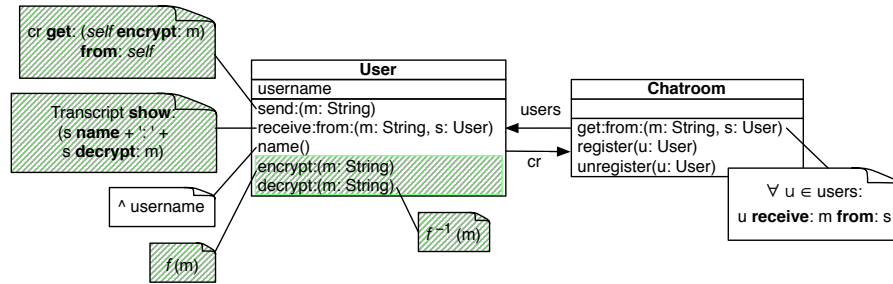 cr get: (self encrypt: m)
from: self
Transcript show:
(s name + ': ' +
s decrypt: m)
^ username
f (m)
User
username
send:(m: String)
receive:from:(m: String, s: User)
name()
encrypt:(m: String)
decrypt:(m: String)
f⁻¹ (m)
users
cr
Chatroom
get:from:(m: String, s: User)
register(u: User)
unregister(u: User)
∀ u ∈ users:
u receive: m from: s